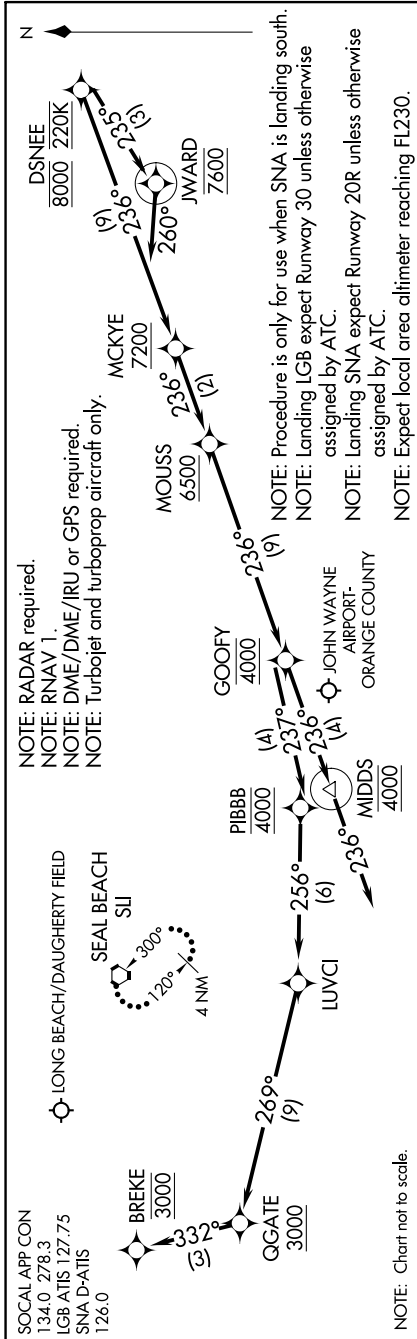 SOCAL APP CON
134.0 278.3
LGB ATIS 127.75
SNA D-ATIS
126.0
LONG BEACH/DAUGHERTY FIELD
SEAL BEACH
SLI
300°
120°
4 NM
NOTE: RADAR required.
NOTE: RNAV 1.
NOTE: DME/DME/IRU or GPS required.
NOTE: Turbojet and turboprop aircraft only.
N
DSNEE
8000 220K
235°
(3)
JWARD
7600
260°
(9)
236°
MCKYE
7200
236°
(2)
MOUSS
6500
236°
(9)
GOOFY
4000
(4)
237°
236°
(4)
JOHN WAYNE
AIRPORT-
ORANGE COUNTY
PIBBB
4000
MIDDS
4000
236°
256°
(6)
LUVCI
269°
(9)
QGATE
3000
332°
(3)
BREKE
3000
NOTE: Procedure is only for use when SNA is landing south.
NOTE: Landing LGB expect Runway 30 unless otherwise
assigned by ATC.
NOTE: Landing SNA expect Runway 20R unless otherwise
assigned by ATC.
NOTE: Expect local area altimeter reaching FL230.
NOTE: Chart not to scale.